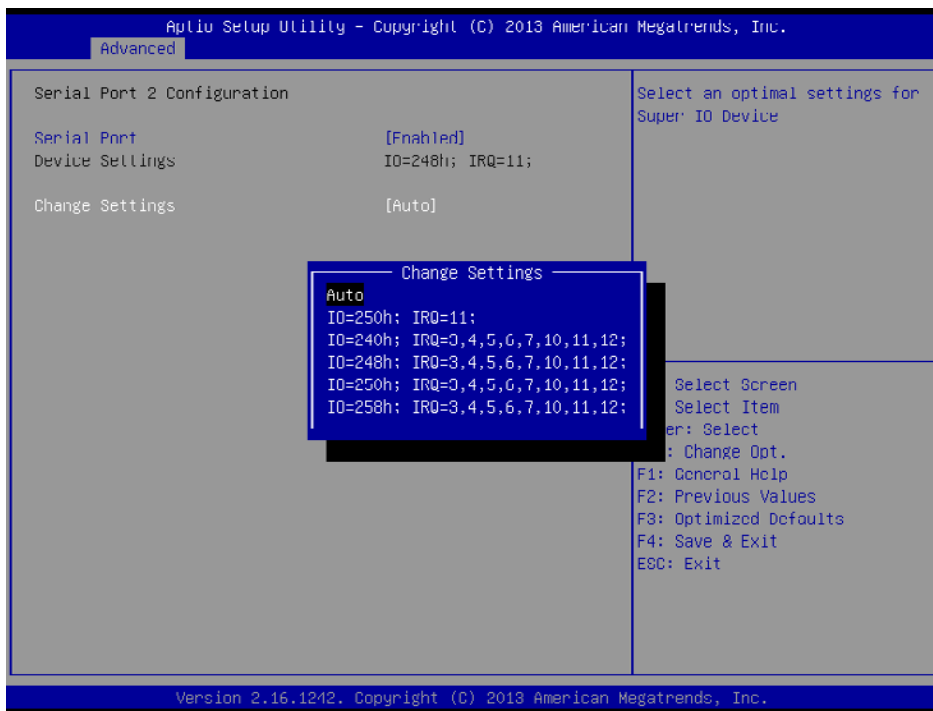 Aptio Setup Utility – Copyright (C) 2013 American Megatrends, Inc.
Advanced
Serial Port 2 Configuration
Serial Port [Enabled]
Device Settings IO=248h; IRQ=11;
Change Settings [Auto]
Select an optimal settings for
Super IO Device
Change Settings
Auto
IO=250h; IRQ=11;
IO=240h; IRQ=3,4,5,6,7,10,11,12;
IO=248h; IRQ=3,4,5,6,7,10,11,12;
IO=250h; IRQ=3,4,5,6,7,10,11,12;
IO=258h; IRQ=3,4,5,6,7,10,11,12;
Select Screen
Select Item
er: Select
: Change Opt.
F1: General Help
F2: Previous Values
F3: Optimized Defaults
F4: Save & Exit
ESC: Exit
Version 2.16.1242. Copyright (C) 2013 American Megatrends, Inc.